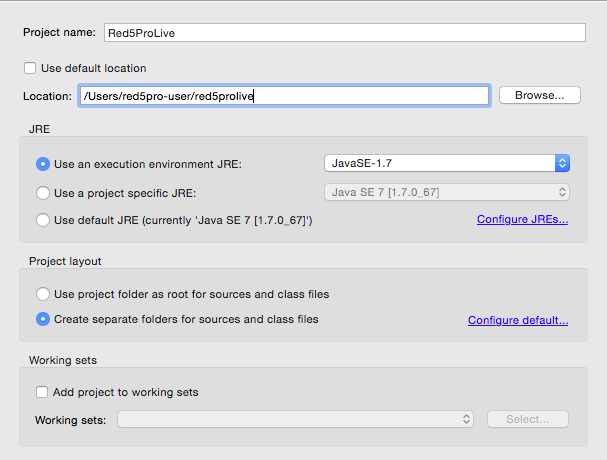 Project name: Red5ProLive
Use default location
Location: /Users/red5pro-user/red5prolive Browse...
JRE
Use an execution environment JRE: JavaSE-1.7
Use a project specific JRE: Java SE 7 [1.7.0_67]
Use default JRE (currently 'Java SE 7 [1.7.0_67]') Configure JREs...
Project layout
Use project folder as root for sources and class files
Create separate folders for sources and class files Configure default...
Working sets
Add project to working sets
Working sets: Select...